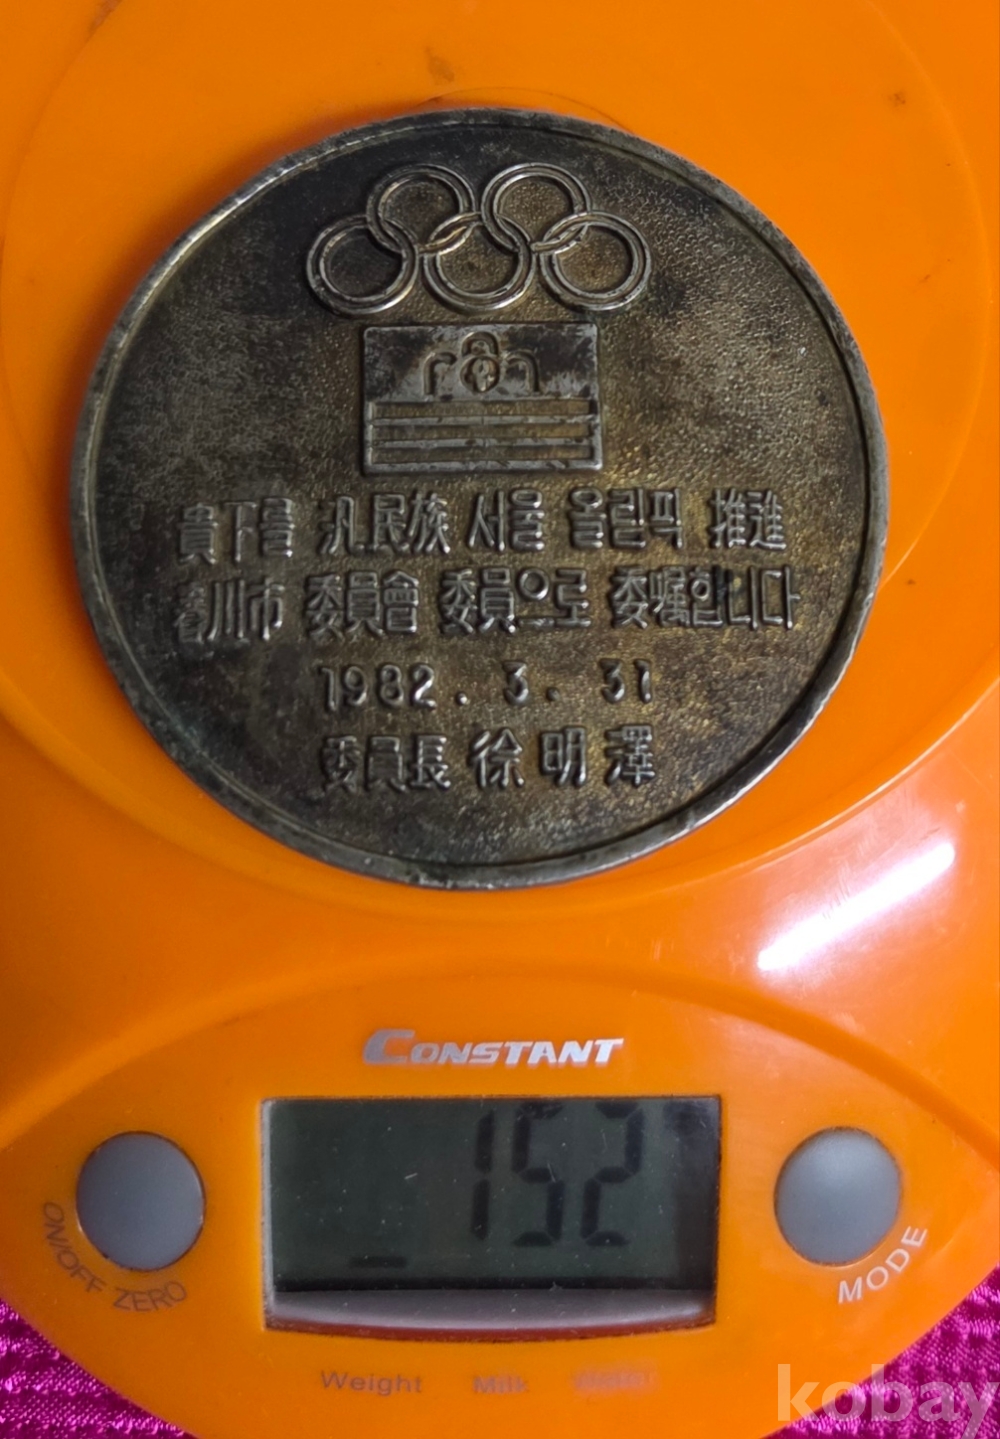 貴下를 汎民族 서울 올림픽 推進
春川市 委員會 委員으로 委嘱합니다
1982. 3. 31
委員長 徐明澤
CONSTANT
152
ON/OFF ZERO
MODE
Weight Milk Water
kobay